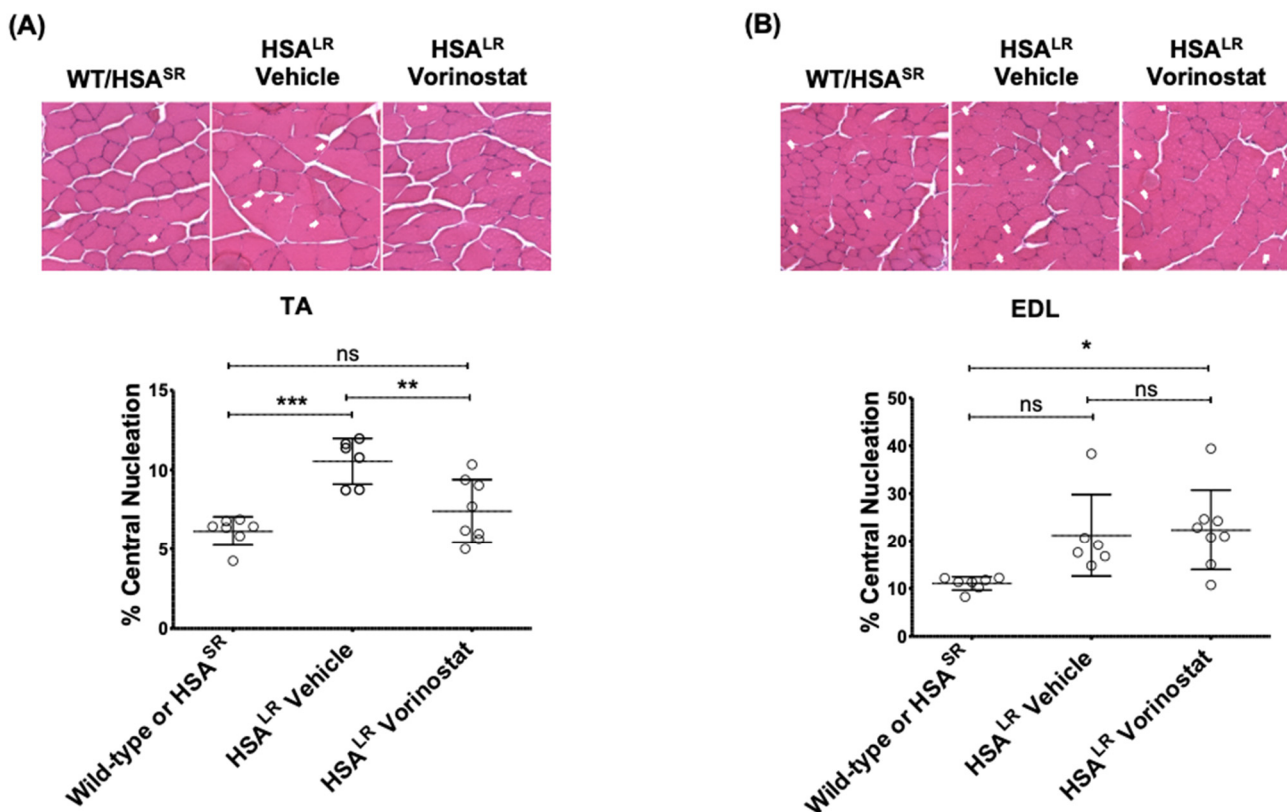 (A)
WT/HSA^SR
HSA^LR
Vehicle
HSA^LR
Vorinostat
TA
% Central Nucleation
15
10
5
0
ns
***
**
Wild-type or HSA^SR
HSA^LR Vehicle
HSA^LR Vorinostat
(B)
WT/HSA^SR
HSA^LR
Vehicle
HSA^LR
Vorinostat
EDL
% Central Nucleation
50
40
30
20
10
0
*
ns
ns
Wild-type or HSA^SR
HSA^LR Vehicle
HSA^LR Vorinostat